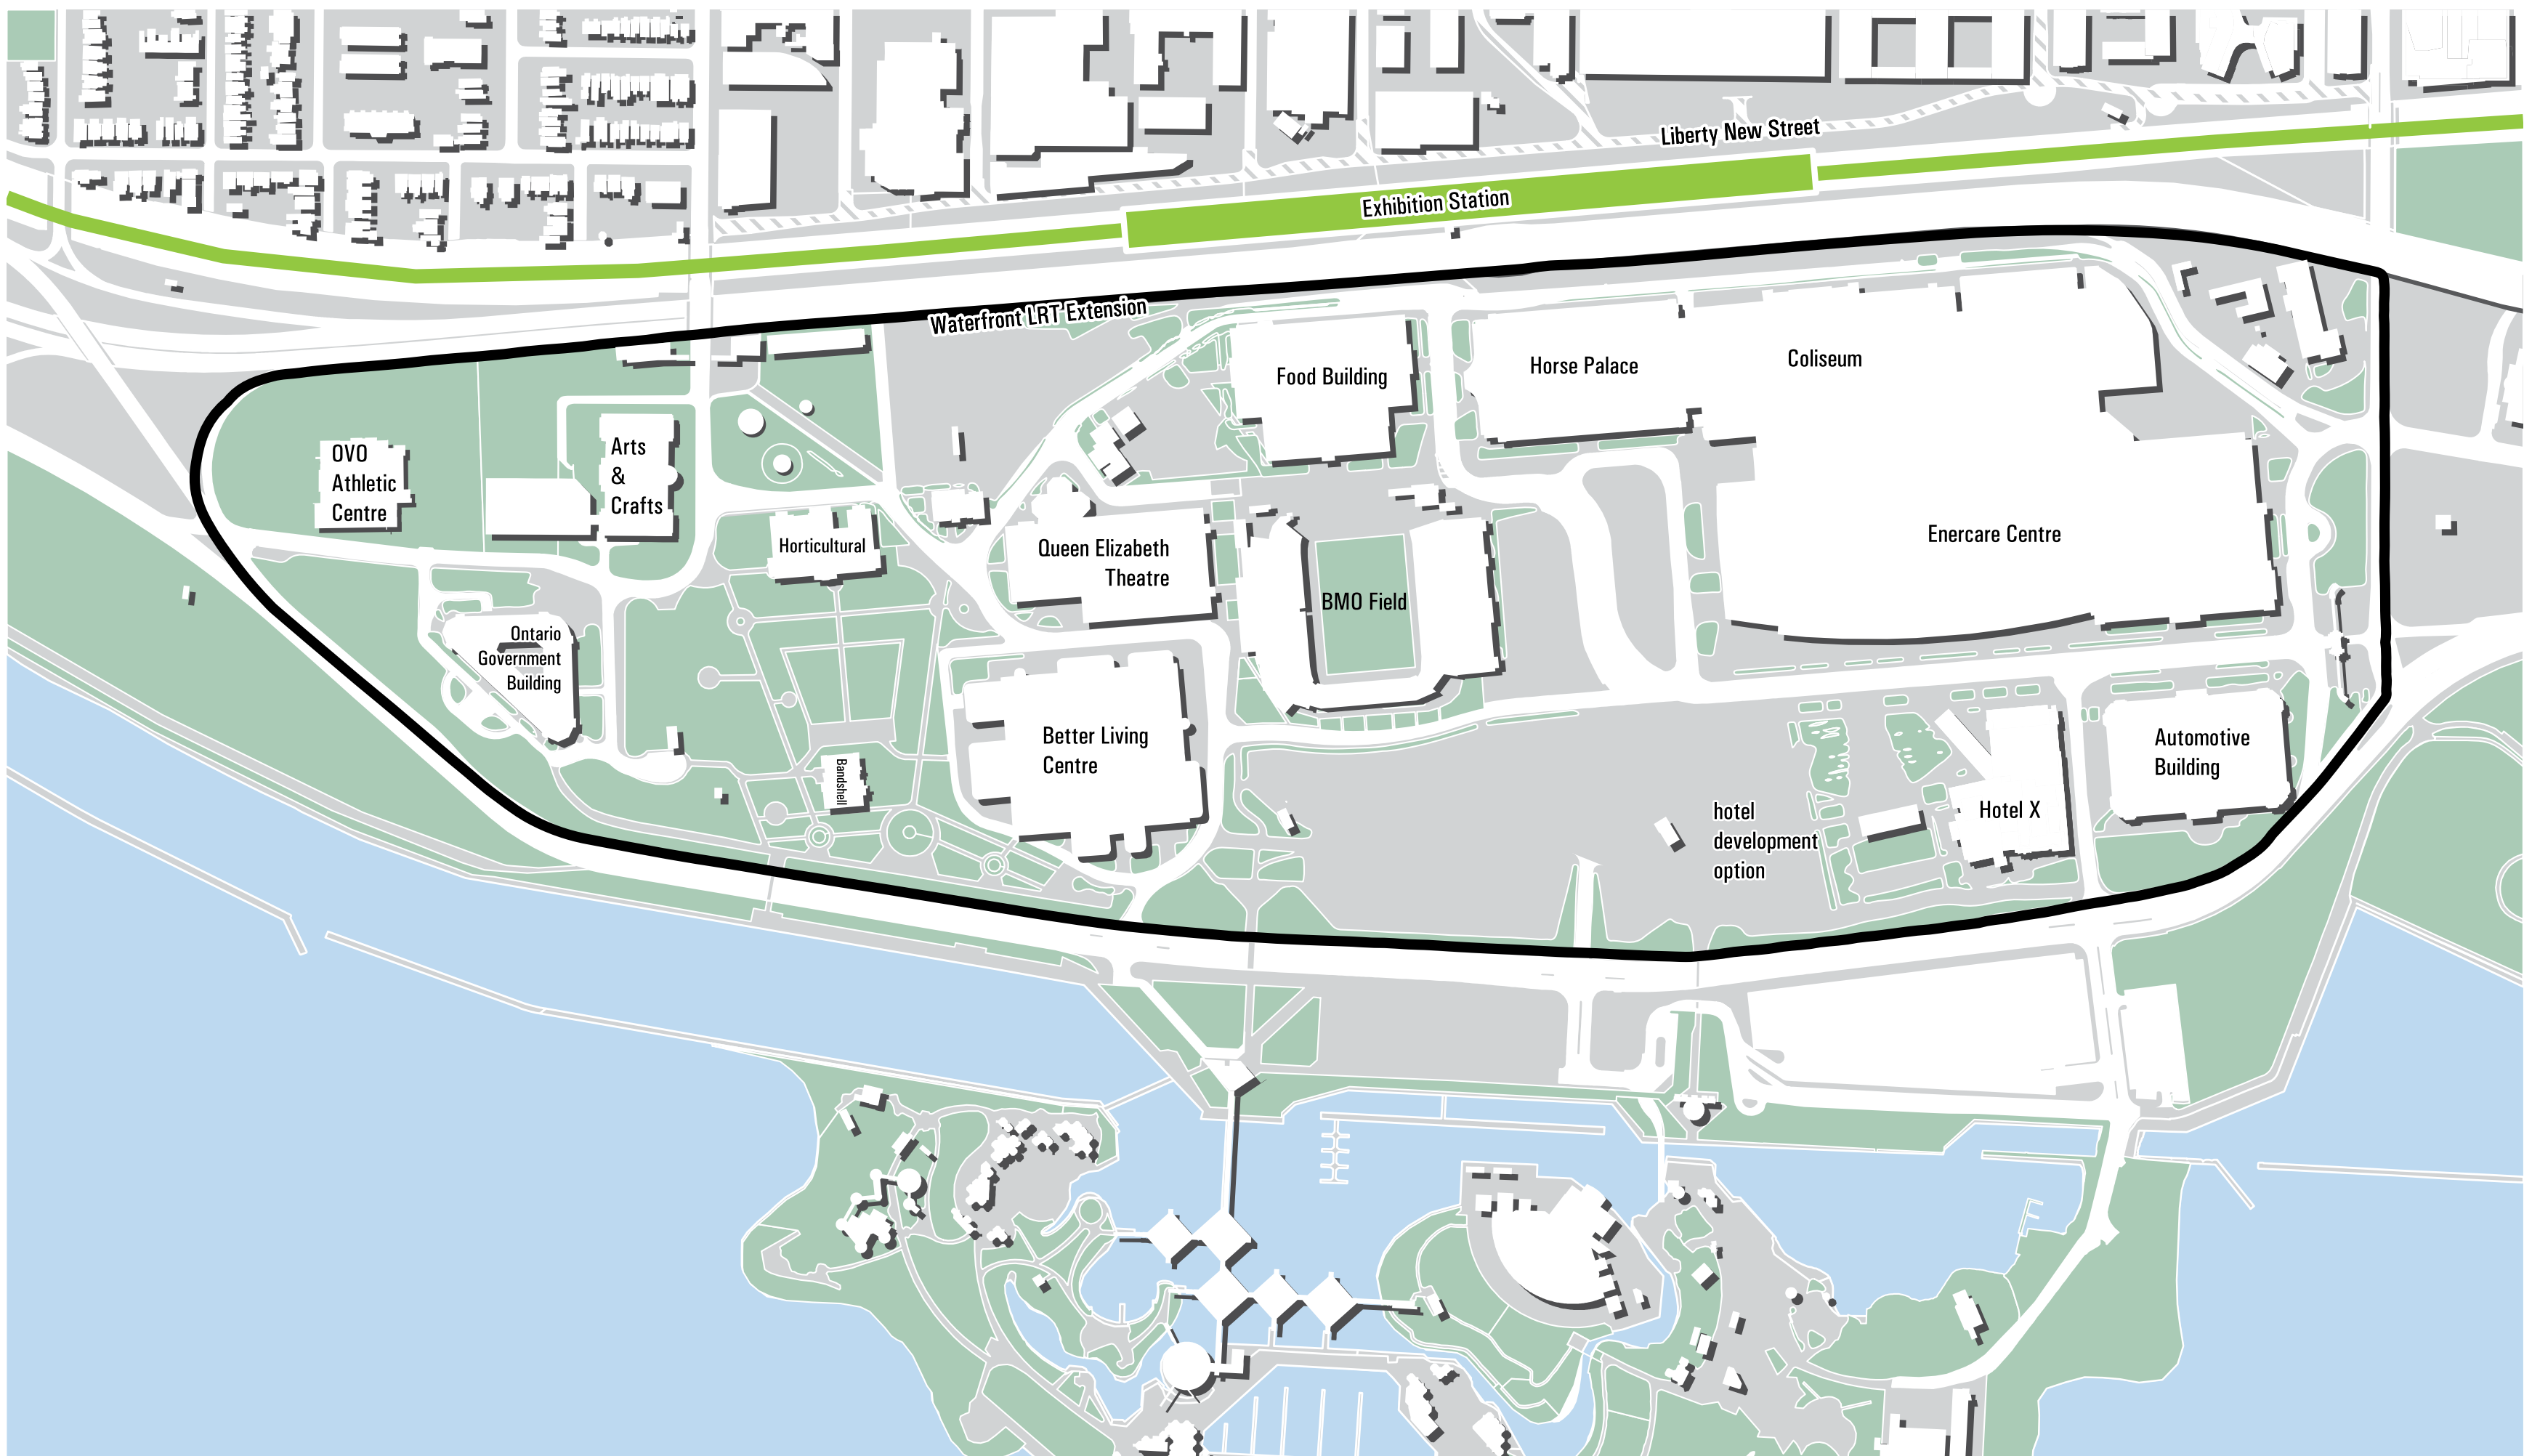 Liberty New Street
Exhibition Station
Waterfront LRT Extension
Food Building
Horse Palace
Coliseum
OVO
Athletic
Centre
Arts
&
Crafts
Horticultural
Queen Elizabeth
Theatre
BMO Field
Enercare Centre
Ontario
Government
Building
Bandshell
Better Living
Centre
hotel
development
option
Hotel X
Automotive
Building